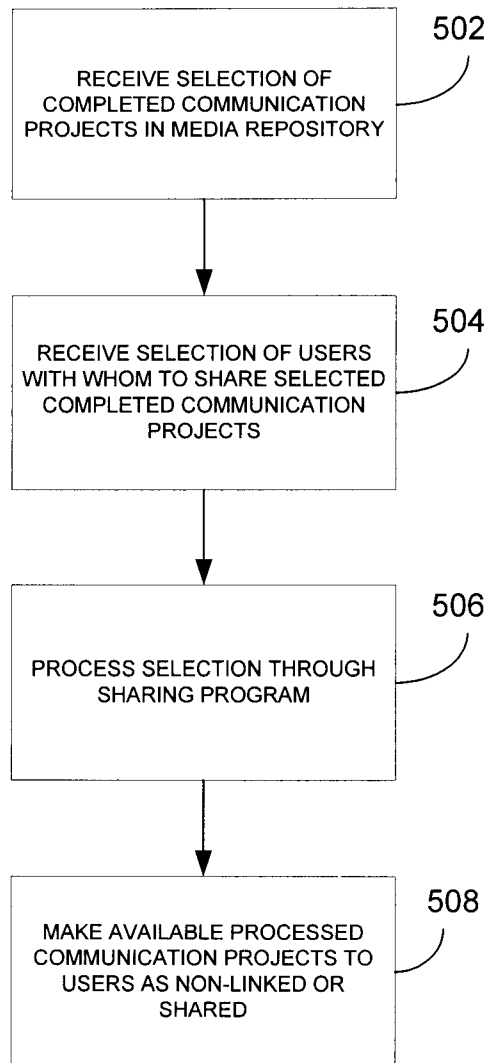 502
RECEIVE SELECTION OF
COMPLETED COMMUNICATION
PROJECTS IN MEDIA REPOSITORY
504
RECEIVE SELECTION OF USERS
WITH WHOM TO SHARE SELECTED
COMPLETED COMMUNICATION
PROJECTS
506
PROCESS SELECTION THROUGH
SHARING PROGRAM
508
MAKE AVAILABLE PROCESSED
COMMUNICATION PROJECTS TO
USERS AS NON-LINKED OR
SHARED